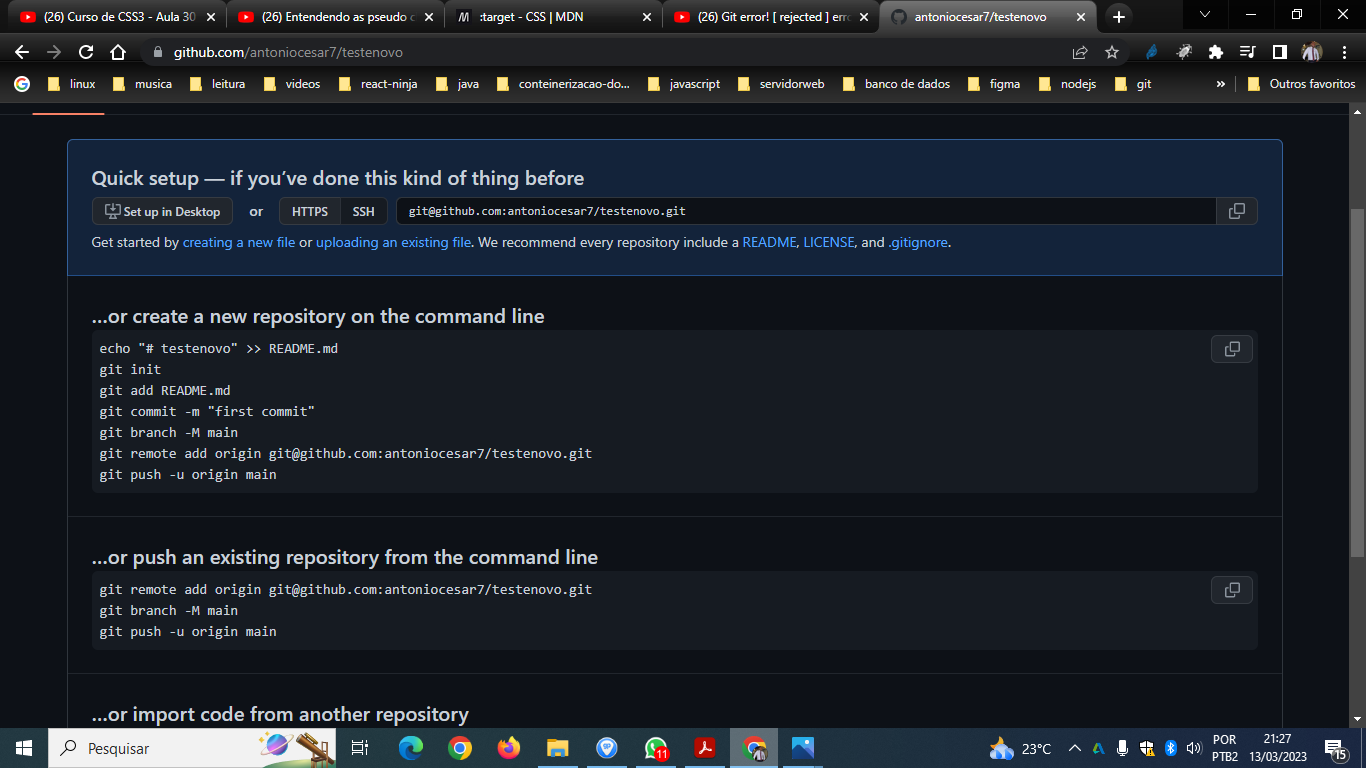 (26) Curso de CSS3 - Aula 30
(26) Entendendo as pseudo c
:target - CSS | MDN
(26) Git error! [ rejected ] erro
antoniocesar7/testenovo
github.com/antoniocesar7/testenovo
linux
musica
leitura
videos
react-ninja
java
conteinerizacao-do...
javascript
servidorweb
banco de dados
figma
nodejs
git
»
Outros favoritos
Quick setup — if you’ve done this kind of thing before
Set up in Desktop
or
HTTPS
SSH
git@github.com:antoniocesar7/testenovo.git
Get started by creating a new file or uploading an existing file. We recommend every repository include a README, LICENSE, and .gitignore.
…or create a new repository on the command line
echo "# testenovo" >> README.md
git init
git add README.md
git commit -m "first commit"
git branch -M main
git remote add origin git@github.com:antoniocesar7/testenovo.git
git push -u origin main
…or push an existing repository from the command line
git remote add origin git@github.com:antoniocesar7/testenovo.git
git branch -M main
git push -u origin main
…or import code from another repository
Pesquisar
11
23°C
POR
PTB2
21:27
13/03/2023
15